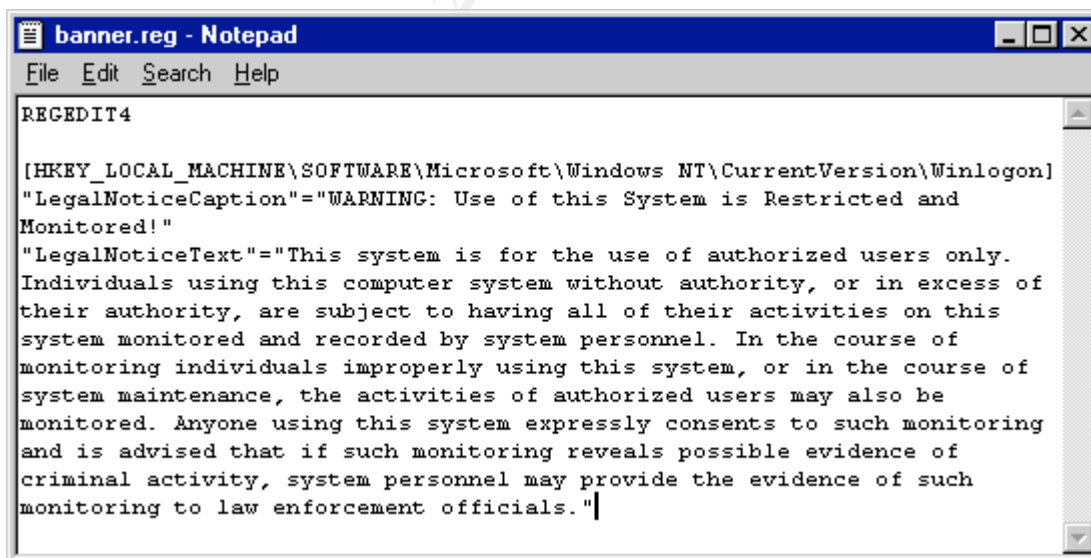 banner.reg - Notepad
File Edit Search Help
REGEDIT4
[HKEY_LOCAL_MACHINE\SOFTWARE\Microsoft\Windows NT\CurrentVersion\Winlogon]
"LegalNoticeCaption"="WARNING: Use of this System is Restricted and
Monitored!"
"LegalNoticeText"="This system is for the use of authorized users only.
Individuals using this computer system without authority, or in excess of
their authority, are subject to having all of their activities on this
system monitored and recorded by system personnel. In the course of
monitoring individuals improperly using this system, or in the course of
system maintenance, the activities of authorized users may also be
monitored. Anyone using this system expressly consents to such monitoring
and is advised that if such monitoring reveals possible evidence of
criminal activity, system personnel may provide the evidence of such
monitoring to law enforcement officials."